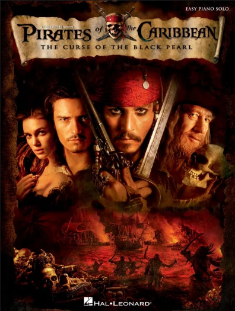 EASY PIANO SOLO
PIRATES of the CARIBBEAN
THE CURSE OF THE BLACK PEARL
HAL•LEONARD®